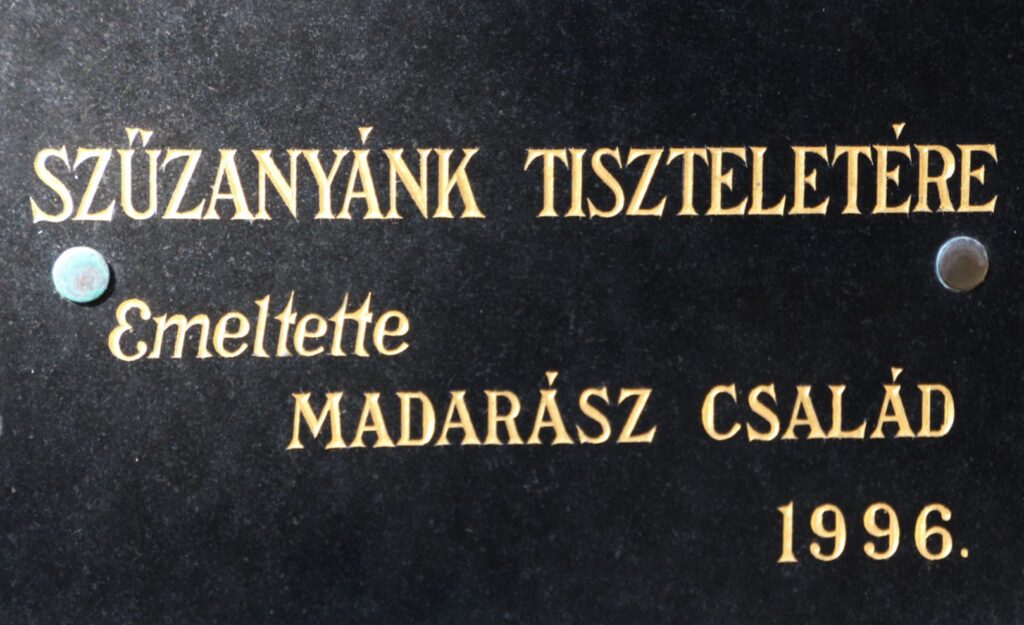 SZŰZANYÁNK TISZTELETÉRE
Emeltette
MADARÁSZ CSALÁD
1996.